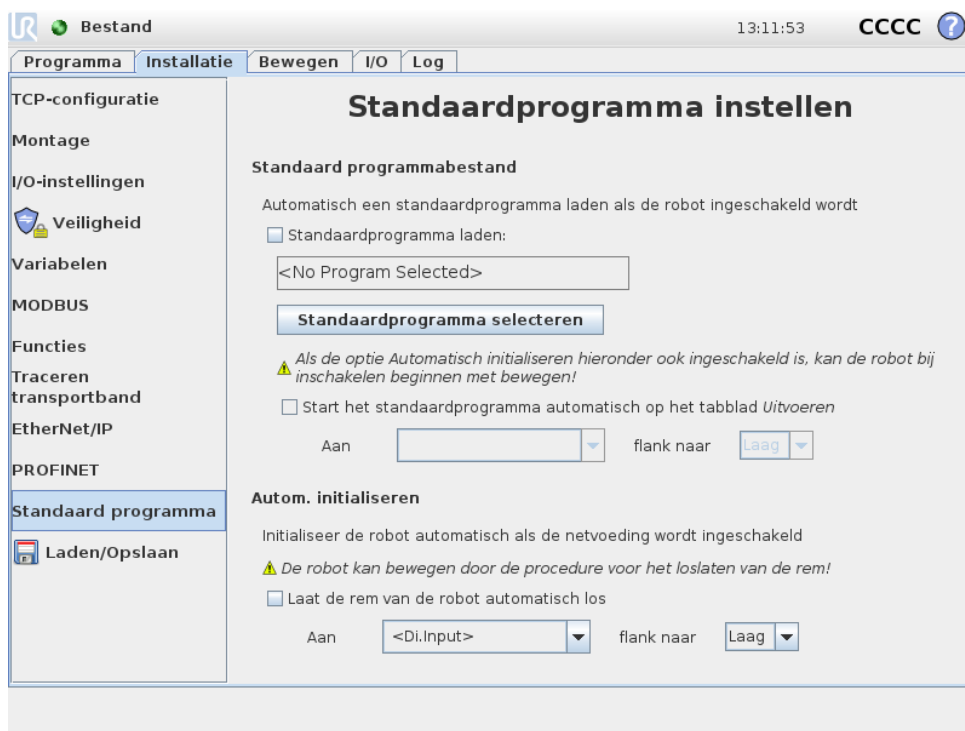 UR Bestand 13:11:53 CCCC ?
Programma Installatie Bewegen I/O Log
TCP-configuratie
Montage
I/O-instellingen
Veiligheid
Variabelen
MODBUS
Functies
Traceren
transportband
EtherNet/IP
PROFINET
Standaard programma
Laden/Opslaan
Standaardprogramma instellen
Standaard programmabestand
Automatisch een standaardprogramma laden als de robot ingeschakeld wordt
Standaardprogramma laden:
<No Program Selected>
Standaardprogramma selecteren
Als de optie Automatisch initialiseren hieronder ook ingeschakeld is, kan de robot bij
inschakelen beginnen met bewegen!
Start het standaardprogramma automatisch op het tabblad Uitvoeren
Aan flank naar Laag
Autom. initialiseren
Initialiseer de robot automatisch als de netvoeding wordt ingeschakeld
De robot kan bewegen door de procedure voor het loslaten van de rem!
Laat de rem van de robot automatisch los
Aan <Di.Input> flank naar Laag